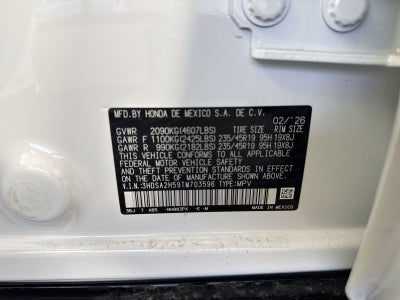 MFD.BY HONDA DE MEXICO S.A. DE C.V.
02/'26
GVWR 2090KG(4607LBS) TIRE SIZE RIM SIZE
GAWR F 1100KG(2425LBS) 235/45R19 95H 19X8J
GAWR R 990KG(2182LBS) 235/45R19 95H 19X8J
THIS VEHICLE CONFORMS TO ALL APPLICABLE
FEDERAL MOTOR VEHICLE SAFETY
AND THEFT PREVENTION STANDARDS
IN EFFECT ON THE DATE OF
MANUFACTURE SHOWN ABOVE.
V.I.N.:3HDSA2H59TM703596 TYPE:MPV
NH883PX -E -M
MADE IN
MEXICO